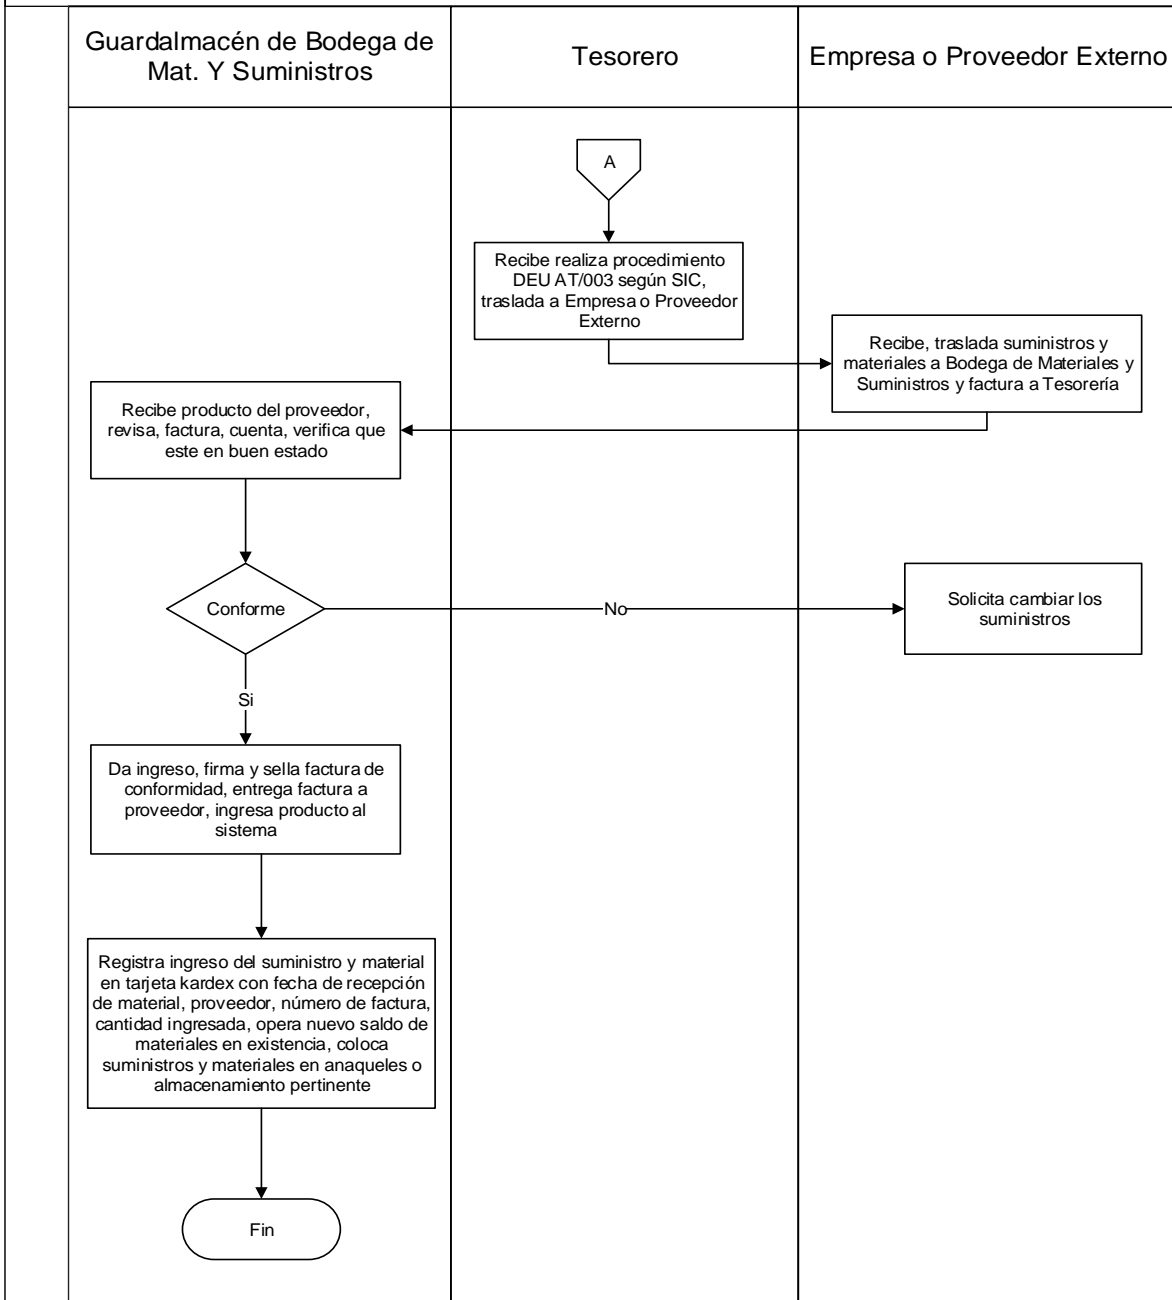 Guardalmacén de Bodega de
Mat. Y Suministros
Tesorero
Empresa o Proveedor Externo
A
Recibe realiza procedimiento
DEU AT/003 según SIC,
traslada a Empresa o Proveedor
Externo
Recibe, traslada suministros y
materiales a Bodega de Materiales y
Suministros y factura a Tesorería
Recibe producto del proveedor,
revisa, factura, cuenta, verifica que
este en buen estado
Conforme
No
Solicita cambiar los
suministros
Si
Da ingreso, firma y sella factura de
conformidad, entrega factura a
proveedor, ingresa producto al
sistema
Registra ingreso del suministro y material
en tarjeta kardex con fecha de recepción
de material, proveedor, número de factura,
cantidad ingresada, opera nuevo saldo de
materiales en existencia, coloca
suministros y materiales en anaqueles o
almacenamiento pertinente
Fin